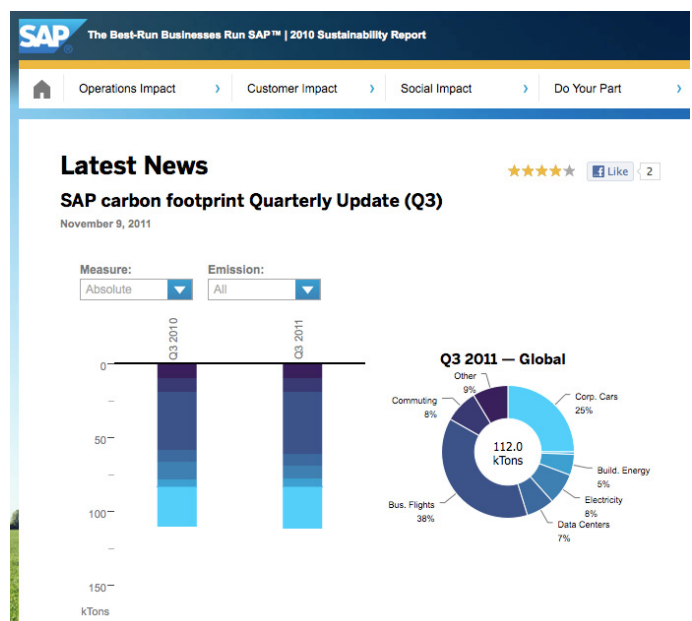 SAP
The Best-Run Businesses Run SAP™ | 2010 Sustainability Report
Operations Impact
Customer Impact
Social Impact
Do Your Part
Latest News
Like
2
SAP carbon footprint Quarterly Update (Q3)
November 9, 2011
Measure:
Emission:
Absolute
All
Q3 2010
Q3 2011
0
50
100
150
kTons
Q3 2011 — Global
Other
9%
Commuting
8%
Corp. Cars
25%
112.0
kTons
Build. Energy
5%
Electricity
8%
Bus. Flights
38%
Data Centers
7%